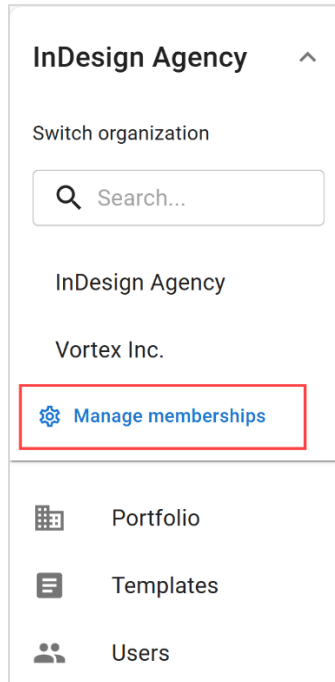 InDesign Agency
Switch organization
Search...
InDesign Agency
Vortex Inc.
Manage memberships
Portfolio
Templates
Users